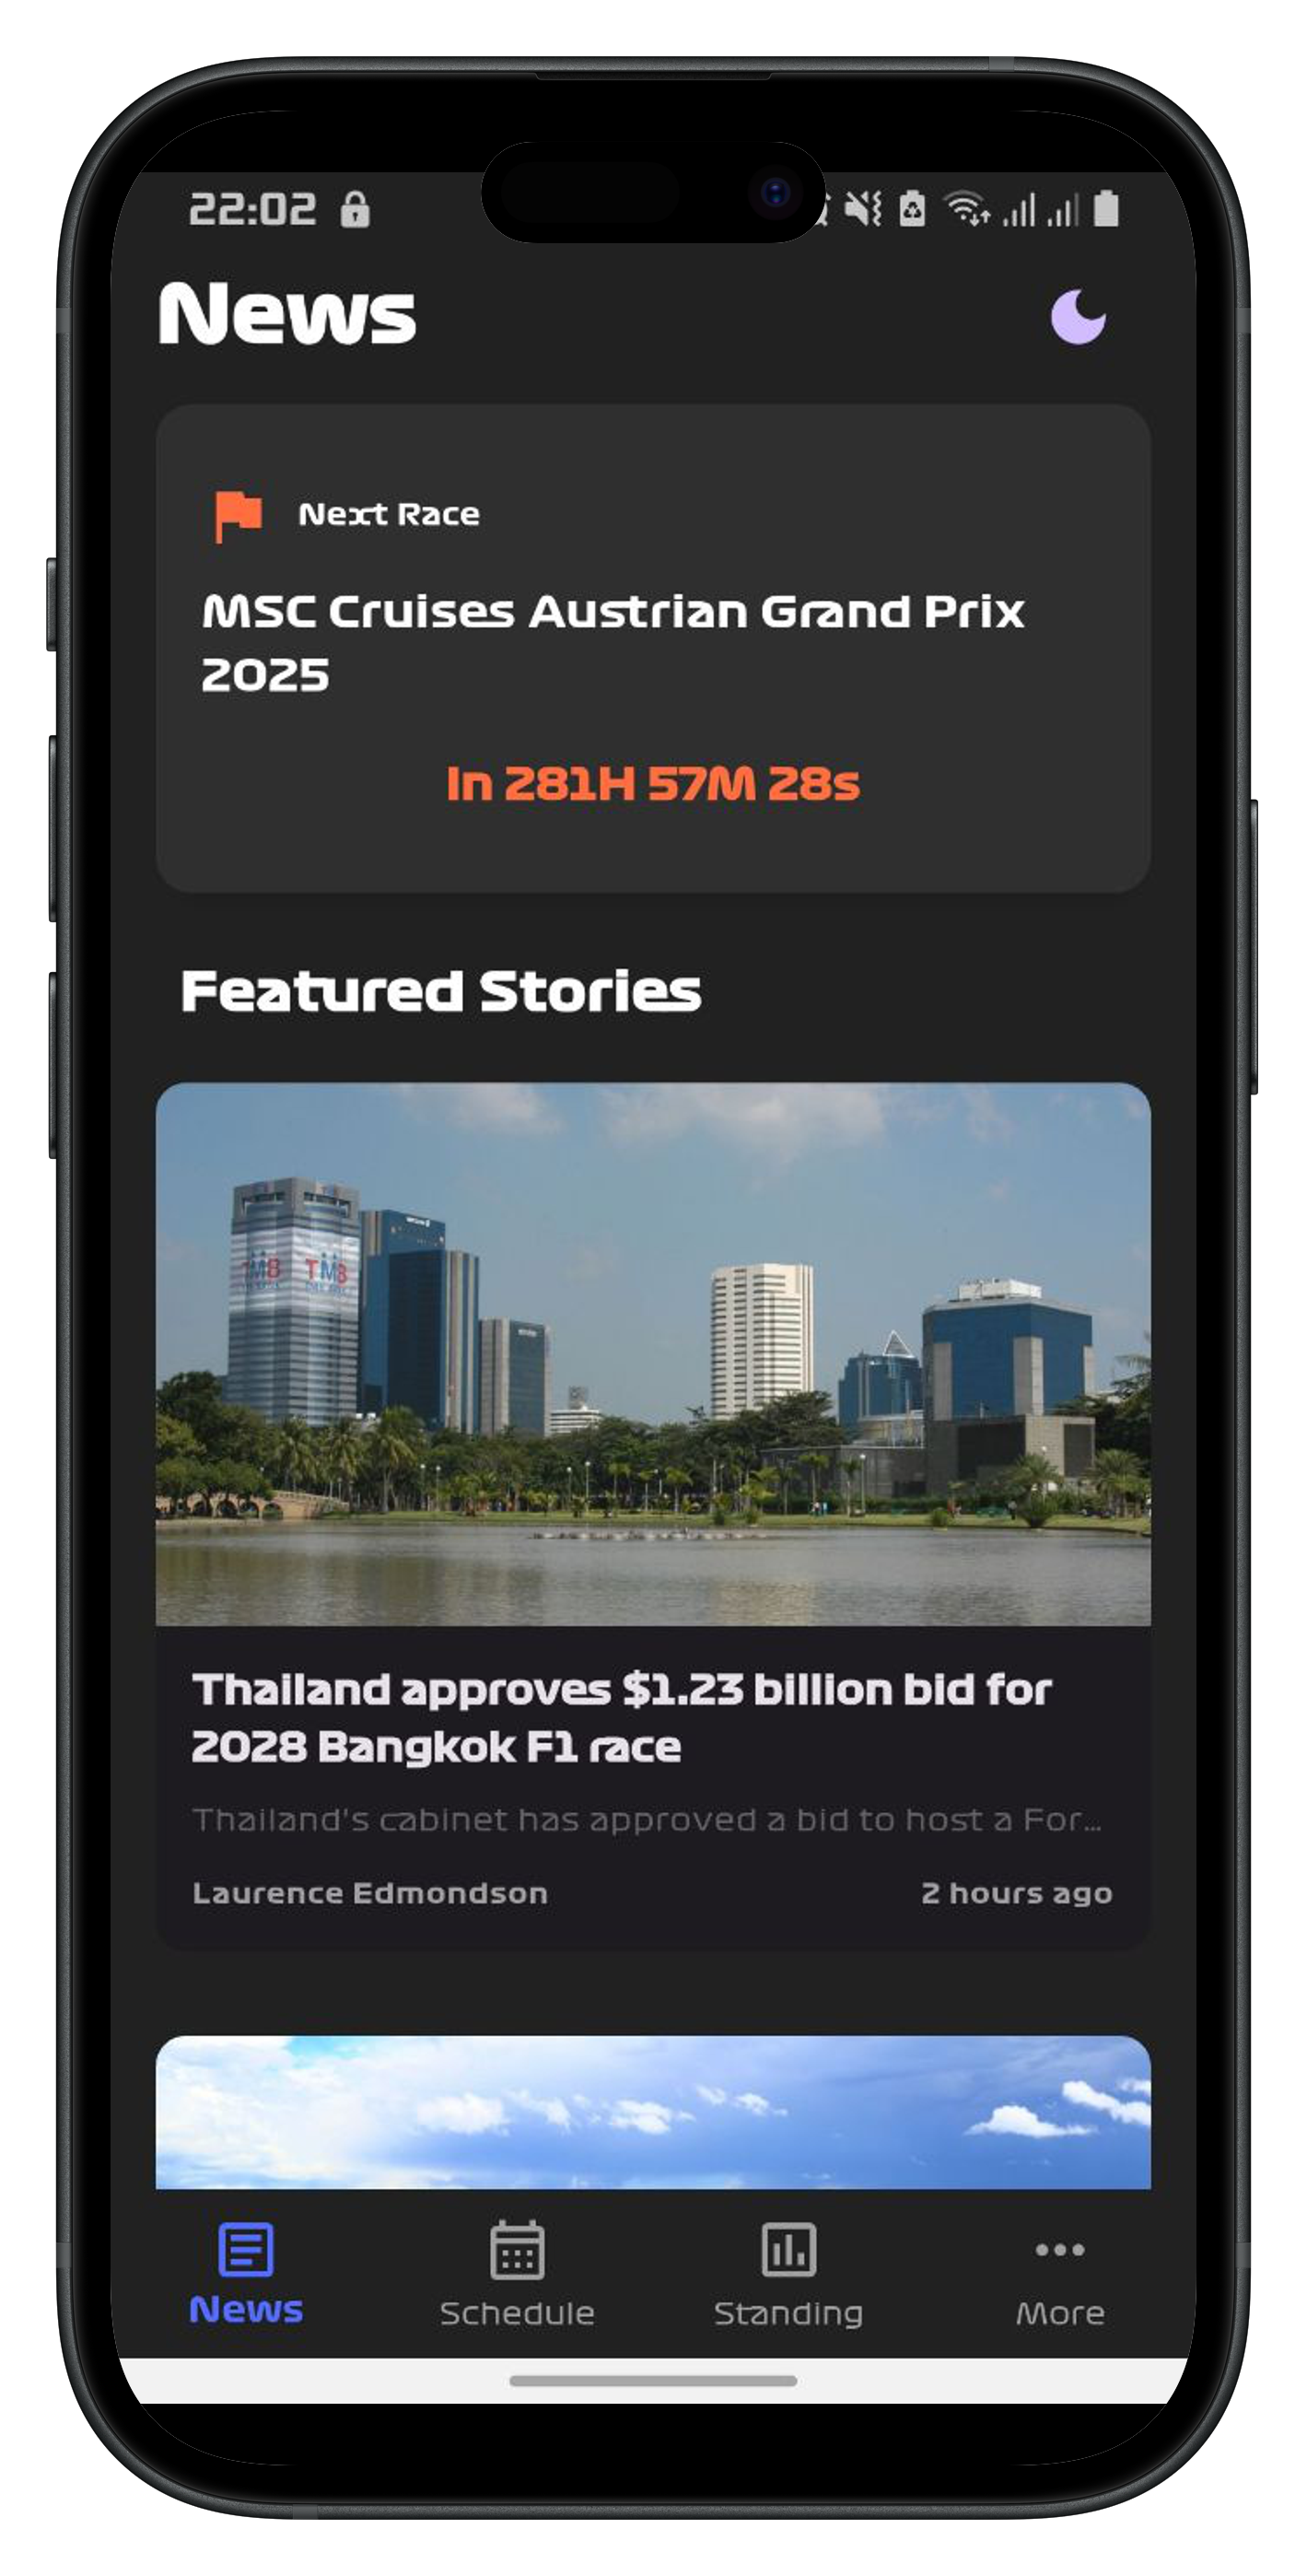 22:02
News
Next Race
MSC Cruises Austrian Grand Prix
2025
In 281H 57M 28s
Featured Stories
TMB TMB
Thailand approves $1.23 billion bid for
2028 Bangkok F1 race
Thailand's cabinet has approved a bid to host a For...
Laurence Edmondson 2 hours ago
News Schedule Standing More